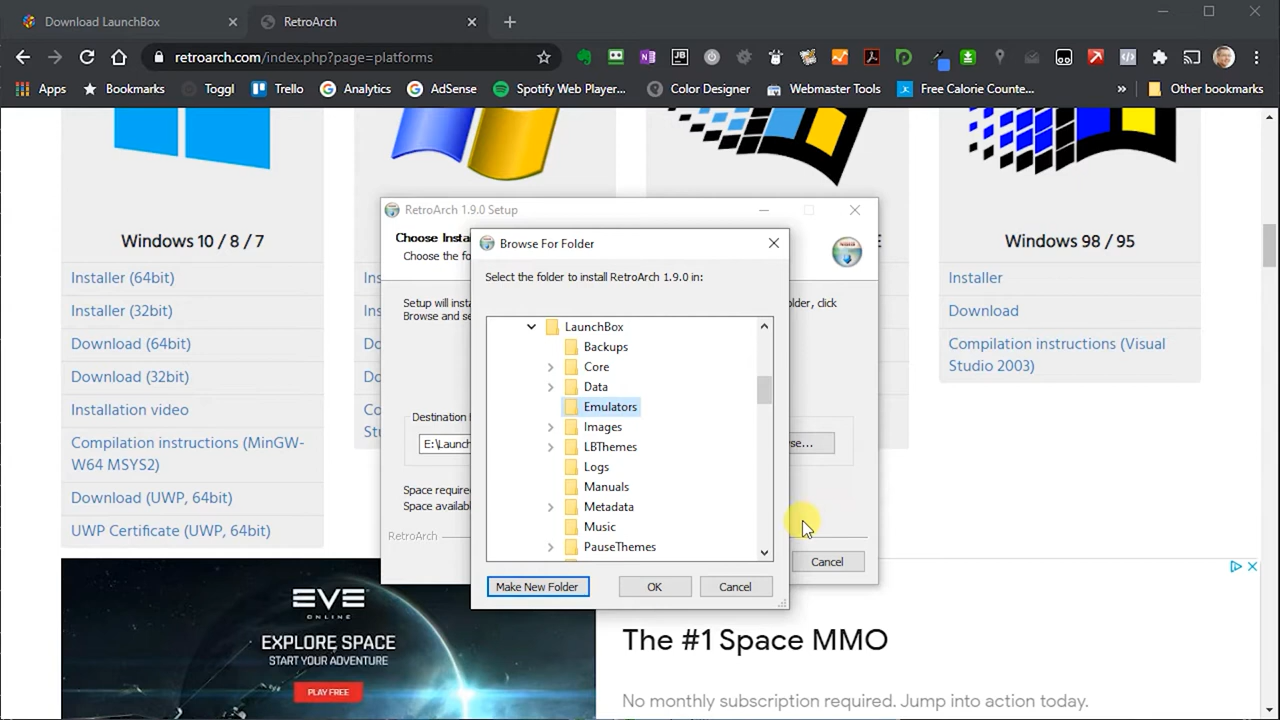 Download LaunchBox
RetroArch
retroarch.com/index.php?page=platforms
Apps
Bookmarks
Toggl
Trello
Analytics
AdSense
Spotify Web Player...
Color Designer
Webmaster Tools
Free Calorie Counte...
»
Other bookmarks
Windows 10 / 8 / 7
Installer (64bit)
Installer (32bit)
Download (64bit)
Download (32bit)
Installation video
Compilation instructions (MinGW-
W64 MSYS2)
Download (UWP, 64bit)
UWP Certificate (UWP, 64bit)
Windows 98 / 95
Installer
Download
Compilation instructions (Visual
Studio 2003)
RetroArch 1.9.0 Setup
Choose Insta
Choose the fo
Setup will insta
Browse and se
older, click
Destination
E:\Launch
se...
Space require
Space availab
RetroArch
Cancel
Browse For Folder
Select the folder to install RetroArch 1.9.0 in:
LaunchBox
Backups
Core
Data
Emulators
Images
LBThemes
Logs
Manuals
Metadata
Music
PauseThemes
Make New Folder
OK
Cancel
EVE
ONLINE
EXPLORE SPACE
START YOUR ADVENTURE
PLAY FREE
The #1 Space MMO
No monthly subscription required. Jump into action today.